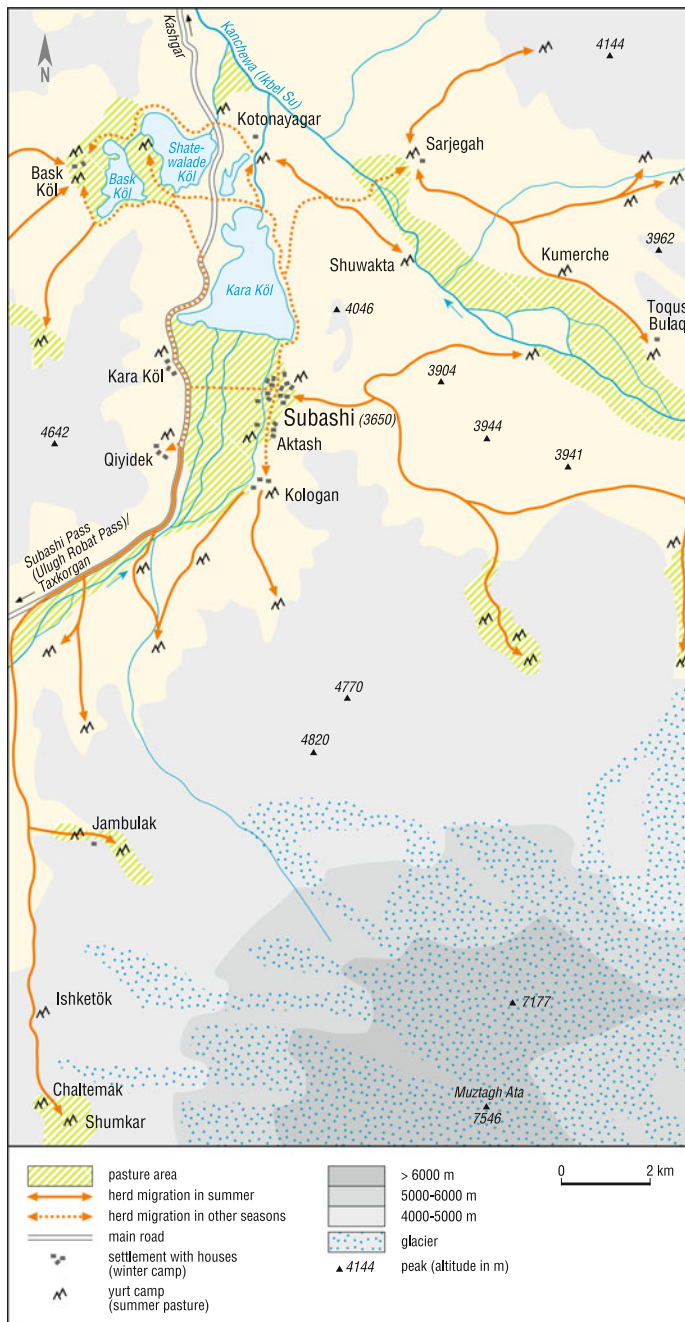 Kashgar
N
Kanchewa (Ikbel Su)
4144
Kotonayagar
Shate-
walade
Köl
Sarjegah
Bask
Köl
Bask
Köl
Shuwakta
Kumerche
3962
Kara Köl
4046
Toqus
Bulaq
Kara Köl
3904
Subashi (3650)
4642
3944
Aktash
Qiyidek
3941
Kologan
Subashi Pass
(Ulugh Robat Pass)/
Taxkorgan
4770
4820
Jambulak
Ishketök
7177
Chaltemak
Muztagh Ata
7546
Shumkar
pasture area
herd migration in summer
herd migration in other seasons
main road
settlement with houses
(winter camp)
yurt camp
(summer pasture)
> 6000 m
5000-6000 m
4000-5000 m
glacier
4144 peak (altitude in m)
0 2 km